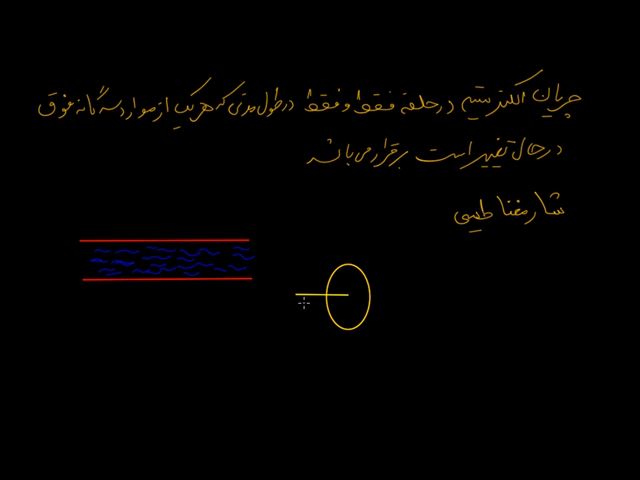 جریان الکتریسیته در حلقه فقط و فقط در طول مدتی که هر یک از موارد سه گانه فوق
در حال تغییر است برقرار می باشد
شار مغناطیسی